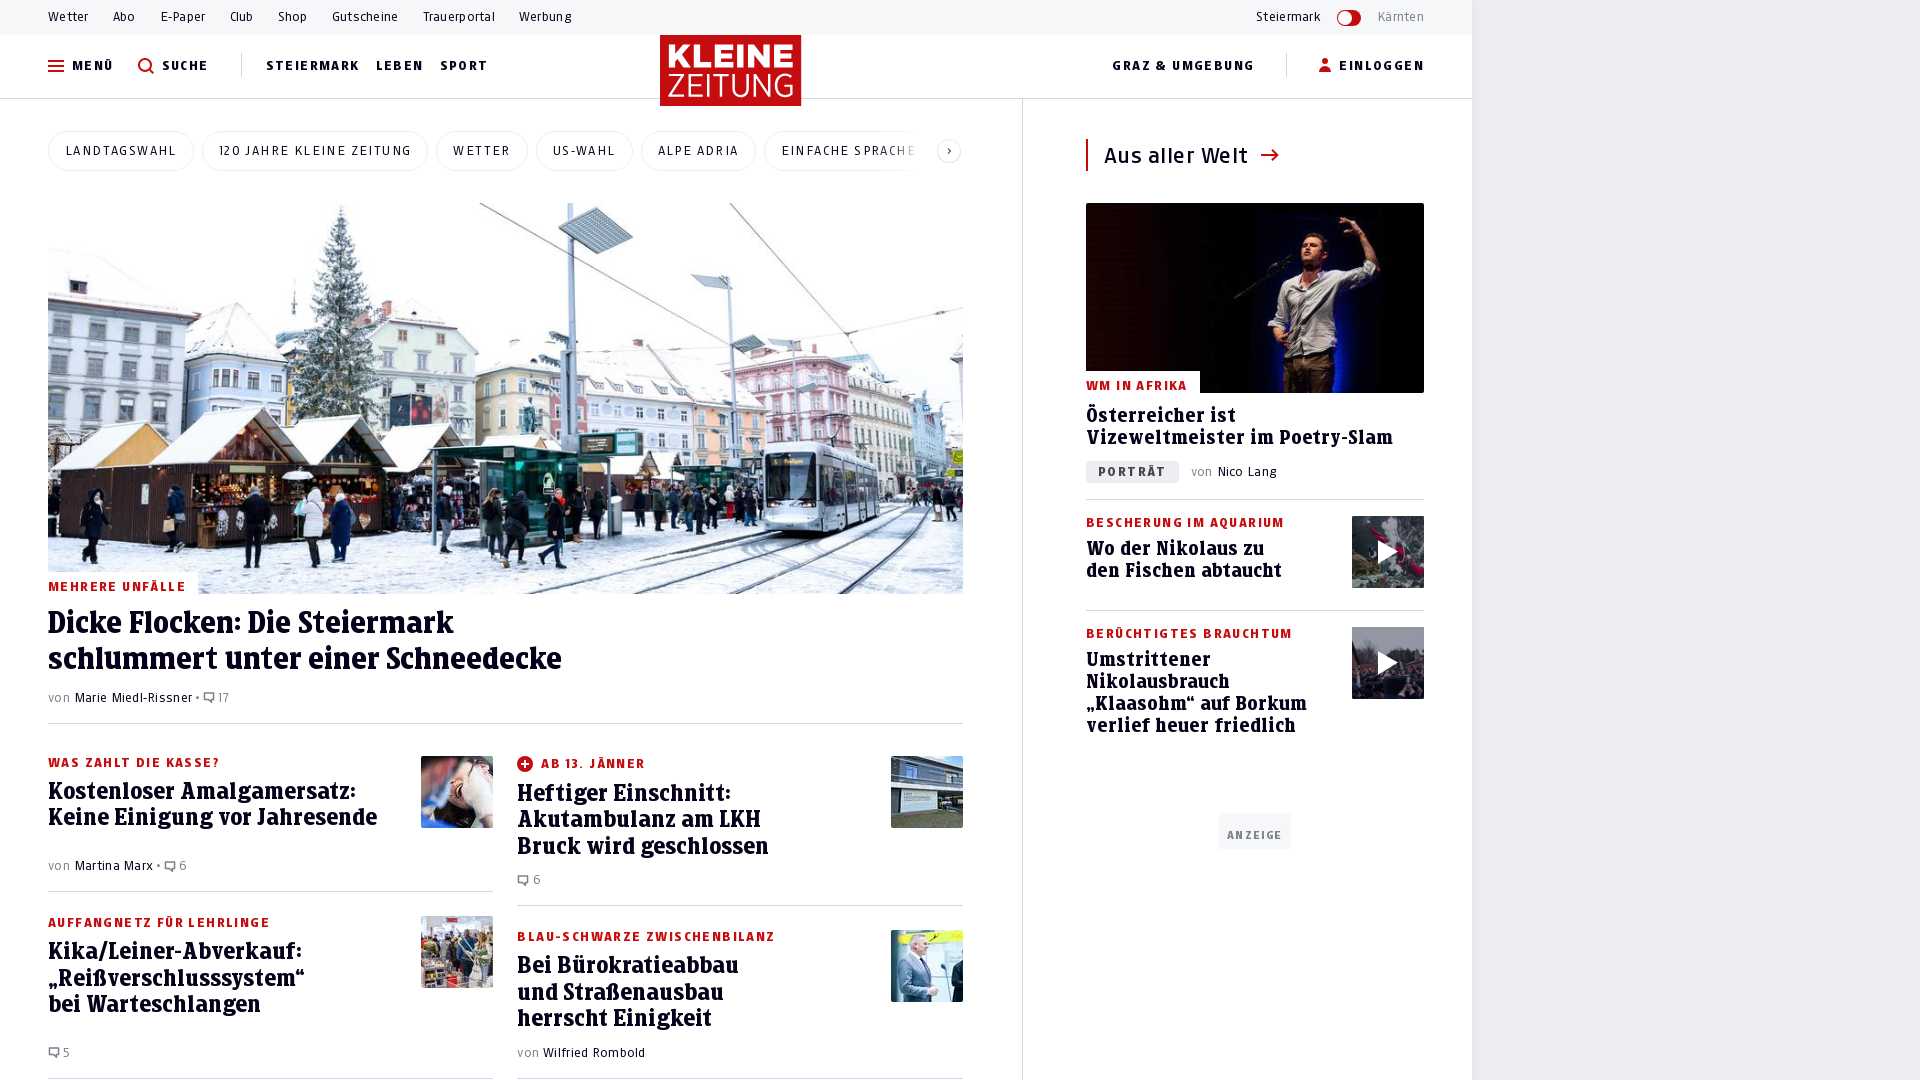 Wetter Abo E-Paper Club Shop Gutscheine Trauerportal Werbung Steiermark Kärnten
MENÜ SUCHE STEIERMARK LEBEN SPORT
KLEINE
ZEITUNG
GRAZ & UMGEBUNG EINLOGGEN
LANDTAGSWAHL 120 JAHRE KLEINE ZEITUNG WETTER US-WAHL ALPE ADRIA EINFACHE SPRACHE
MEHRERE UNFÄLLE
Dicke Flocken: Die Steiermark
schlummert unter einer Schneedecke
von Marie Miedl-Rissner • 17
WAS ZAHLT DIE KASSE?
Kostenloser Amalgamersatz:
Keine Einigung vor Jahresende
von Martina Marx • 6
AB 13. JÄNNER
Heftiger Einschnitt:
Akutambulanz am LKH
Bruck wird geschlossen
6
AUFFANGNETZ FÜR LEHRLINGE
Kika/Leiner-Abverkauf:
„Reißverschlusssystem“
bei Warteschlangen
5
BLAU-SCHWARZE ZWISCHENBILANZ
Bei Bürokratieabbau
und Straßenausbau
herrscht Einigkeit
von Wilfried Rombold
Aus aller Welt
WM IN AFRIKA
Österreicher ist
Vizeweltmeister im Poetry-Slam
PORTRÄT von Nico Lang
BESCHERUNG IM AQUARIUM
Wo der Nikolaus zu
den Fischen abtaucht
BERÜCHTIGTES BRAUCHTUM
Umstrittener
Nikolausbrauch
„Klaasohm“ auf Borkum
verlief heuer friedlich
ANZEIGE